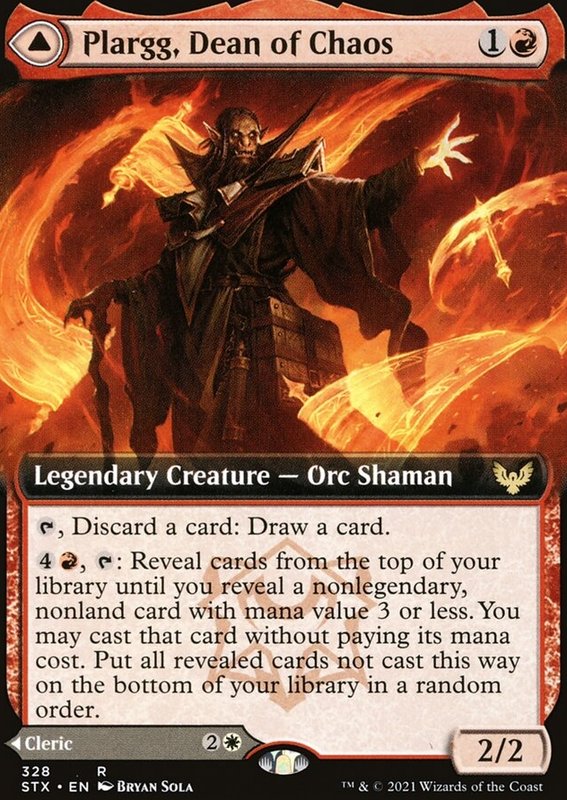 Plargg, Dean of Chaos 1
Legendary Creature — Orc Shaman
, Discard a card: Draw a card.
4 , : Reveal cards from the top of your
library until you reveal a nonlegendary,
nonland card with mana value 3 or less. You
may cast that card without paying its mana
cost. Put all revealed cards not cast this way
on the bottom of your library in a random
order.
Cleric 2
2/2
328 R
STX • EN Bryan Sola
™ & © 2021 Wizards of the Coast